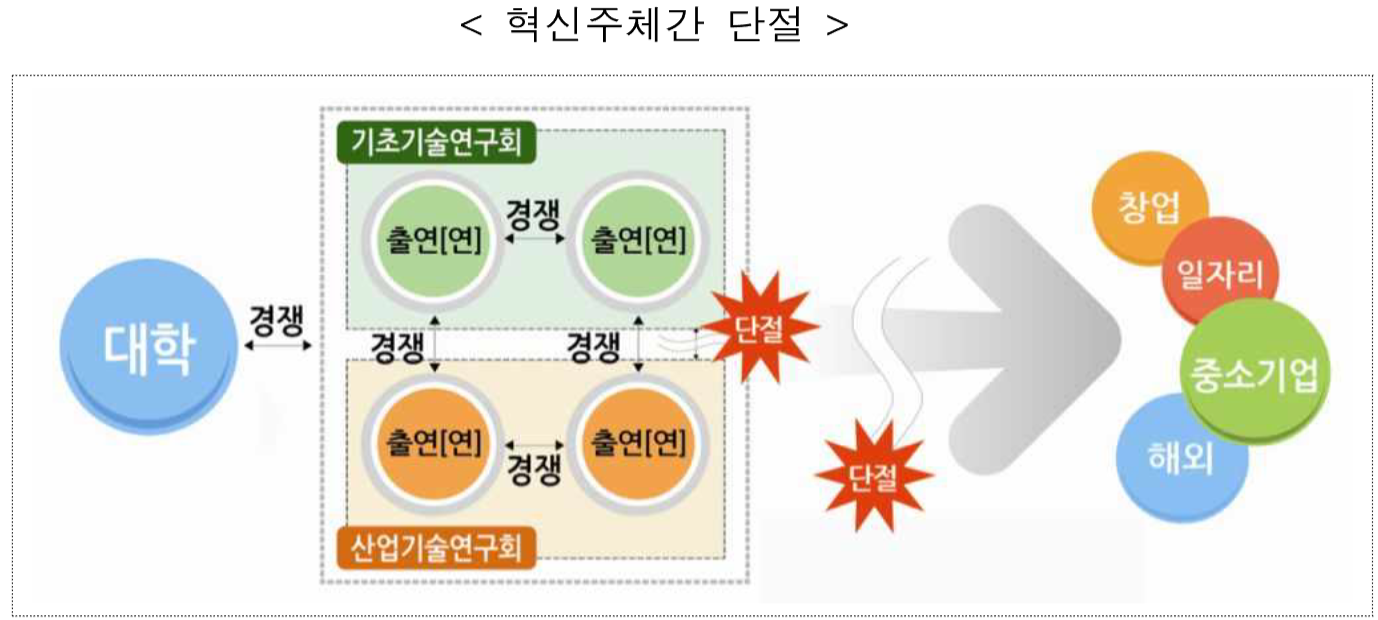 < 혁신주체간 단절 >
기초기술연구회
출연[연]
경쟁
출연[연]
대학
경쟁
경쟁
경쟁
단절
출연[연]
경쟁
출연[연]
산업기술연구회
단절
창업
일자리
중소기업
해외